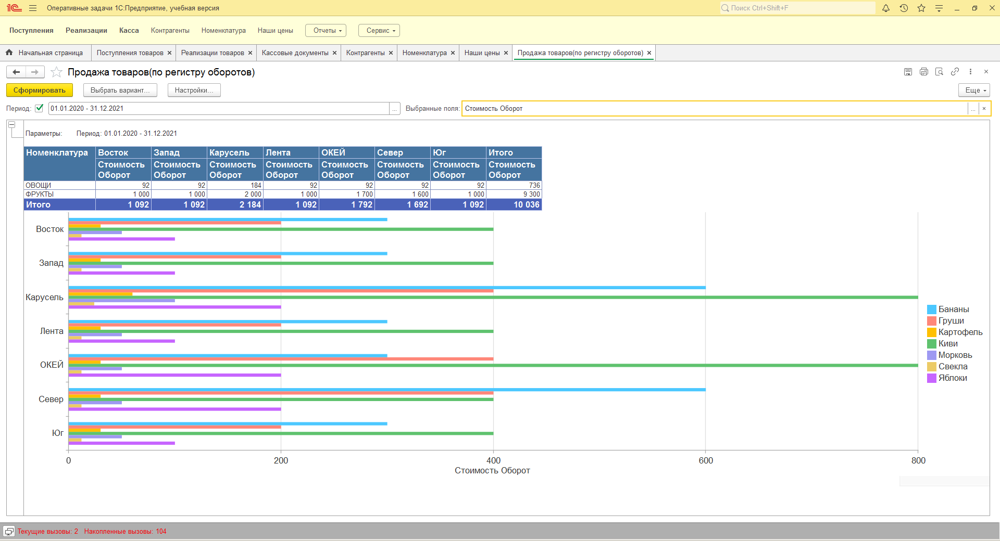 1С Оперативные задачи 1С:Предприятие, учебная версия Поиск Ctrl+Shift+F
Поступления Реализации Касса Контрагенты Номенклатура Наши цены Отчеты Сервис
Начальная страница Поступления товаров Реализации товаров Кассовые документы Контрагенты Номенклатура Наши цены Продажа товаров(по регистру оборотов)
Продажа товаров(по регистру оборотов)
Сформировать Выбрать вариант... Настройки... Еще
Период: 01.01.2020 - 31.12.2021 ... Выбранные поля: Стоимость Оборот ...
Параметры: Период: 01.01.2020 - 31.12.2021
Номенклатура Восток Запад Карусель Лента ОКЕЙ Север Юг Итого
Стоимость Стоимость Стоимость Стоимость Стоимость Стоимость Стоимость Стоимость
Оборот Оборот Оборот Оборот Оборот Оборот Оборот Оборот
ОВОЩИ 92 92 184 92 92 92 92 736
ФРУКТЫ 1 000 1 000 2 000 1 000 1 700 1 600 1 000 9 300
Итого 1 092 1 092 2 184 1 092 1 792 1 692 1 092 10 036
Восток
Запад
Карусель
Лента
ОКЕЙ
Север
Юг
0 200 400 600 800
Стоимость Оборот
Бананы
Груши
Картофель
Киви
Морковь
Свекла
Яблоки
Текущие вызовы: 2 Накопленные вызовы: 104